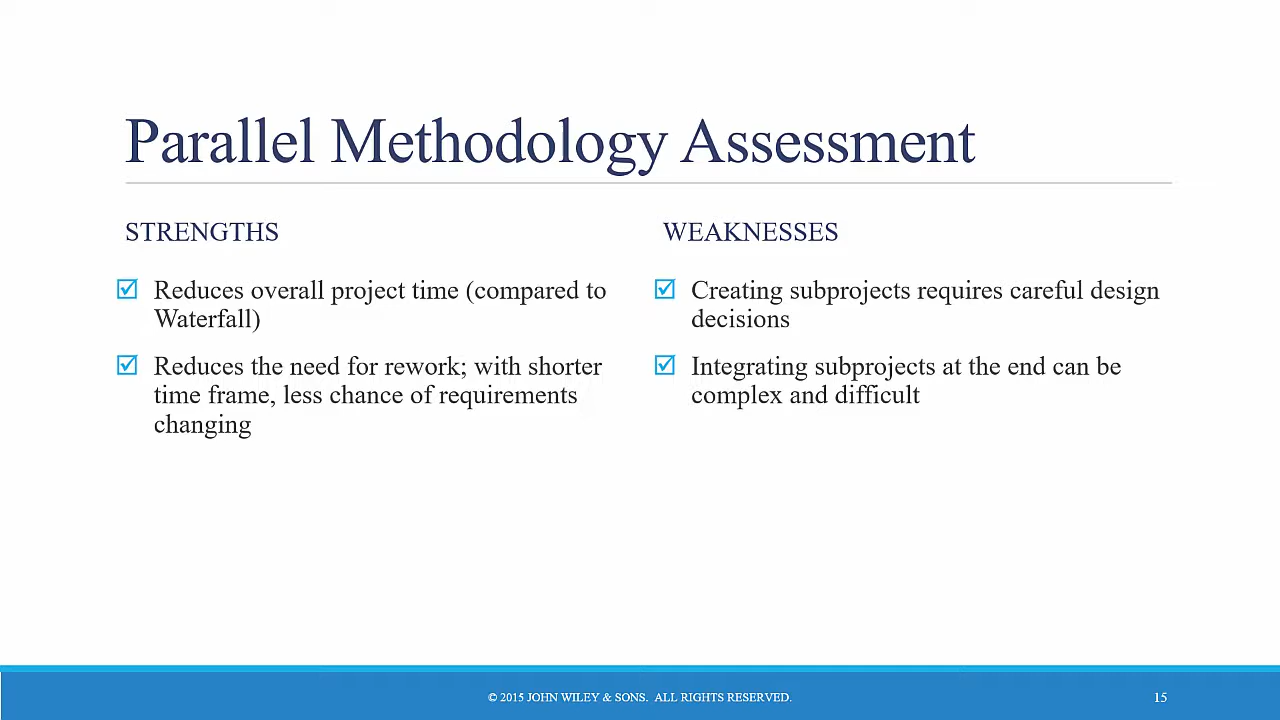 Parallel Methodology Assessment
STRENGTHS
Reduces overall project time (compared to
Waterfall)
Reduces the need for rework; with shorter
time frame, less chance of requirements
changing
WEAKNESSES
Creating subprojects requires careful design
decisions
Integrating subprojects at the end can be
complex and difficult
© 2015 JOHN WILEY & SONS. ALL RIGHTS RESERVED.
15